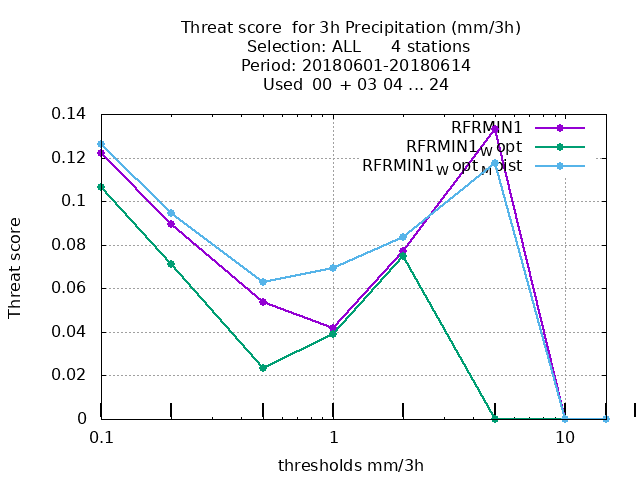 Threat score  for 3h Precipitation (mm/3h)
Selection: ALL      4 stations
Period: 20180601-20180614
Used  00 + 03 04 ... 24
0.14
0.12
0.1
0.08
0.06
0.04
0.02
0
Threat score
RFRMIN1
RFRMIN1_W opt
RFRMIN1_W opt_Moist
0.1 1 10
thresholds mm/3h